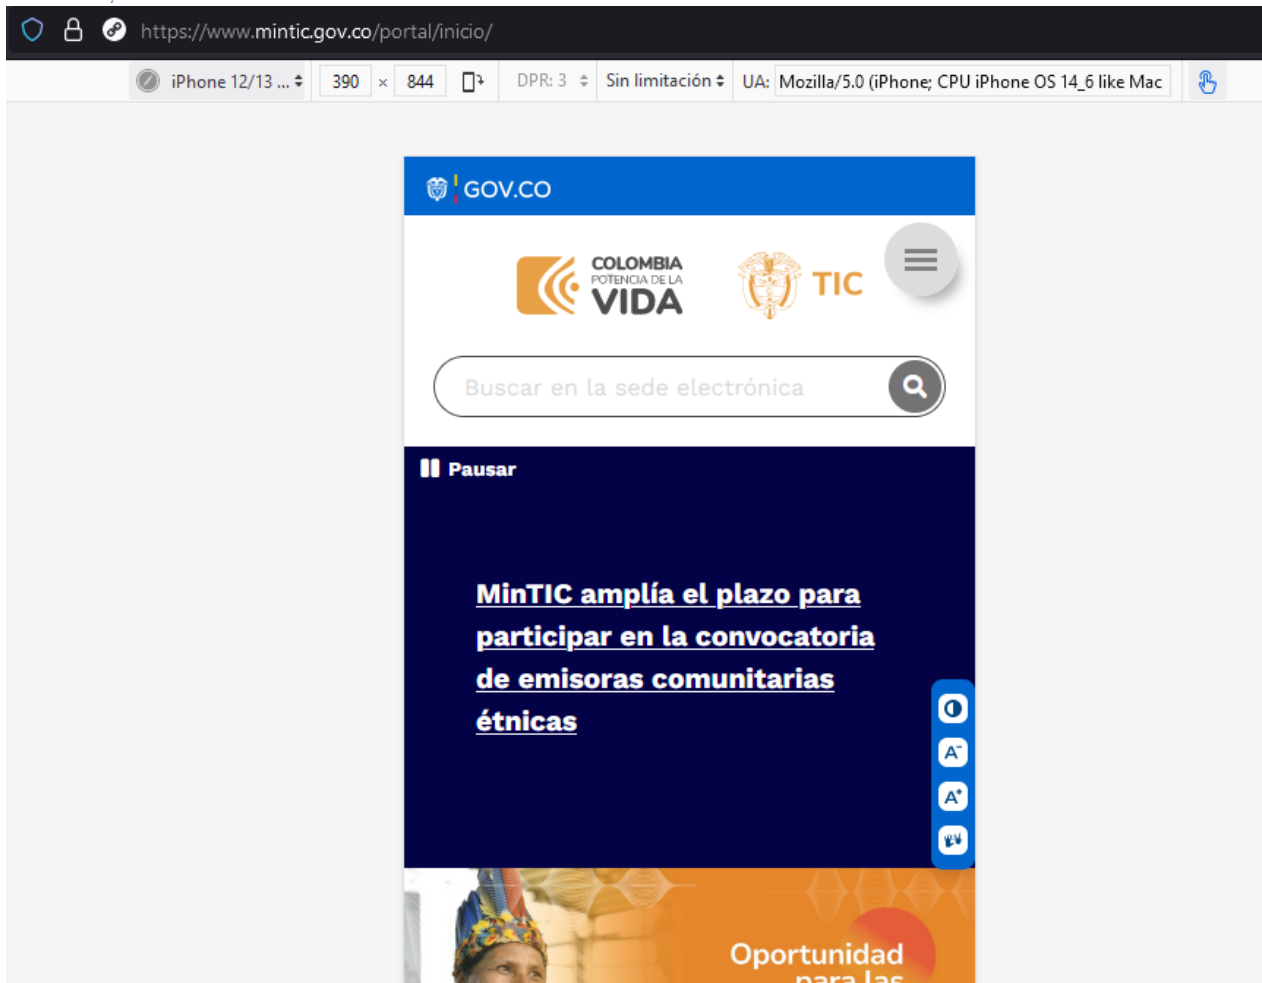 https://www.mintic.gov.co/portal/inicio/
iPhone 12/13 ... 390 × 844 DPR: 3 Sin limitación UA: Mozilla/5.0 (iPhone; CPU iPhone OS 14_6 like Mac
GOV.CO
COLOMBIA
POTENCIA DE LA
VIDA
TIC
Buscar en la sede electrónica
Pausar
MinTIC amplía el plazo para
participar en la convocatoria
de emisoras comunitarias
étnicas
A-
A+
Oportunidad
para las